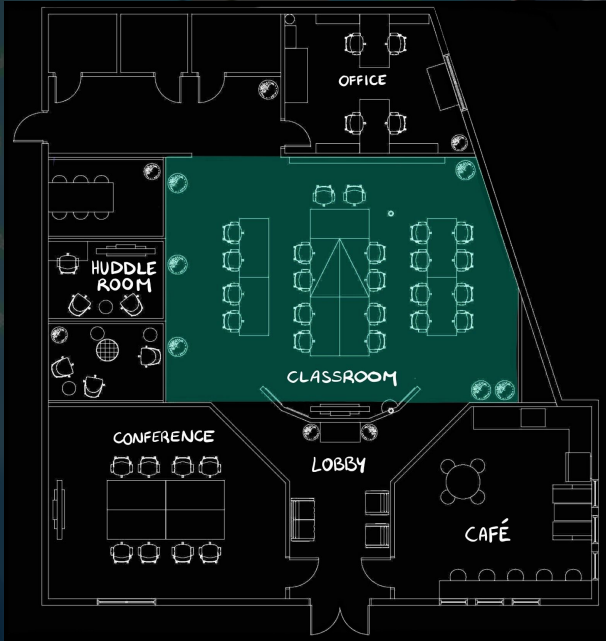 OFFICE
HUDDLE
ROOM
CLASSROOM
CONFERENCE
LOBBY
CAFÉ